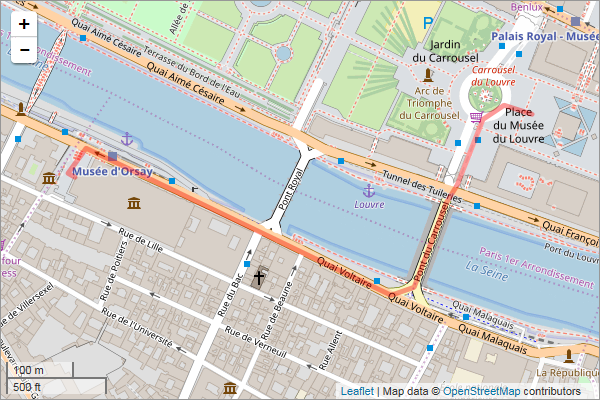 +
−
Benlux
Palais Royal - Musée
Allée de
P
Jardin
du Carrousel
Quai Aimé Césaire
Terrasse du Bord de l'Eau
Quai Aimé Césaire
Carrousel
du Louvre
Arc de
Triomphe
du Carrousel
Place
du Musée
du Louvre
1er Arrondissement
Musée d'Orsay
Pont Royal
Tunnel des Tuileries
Louvre
Quai Franço
Port du Louv
Pont du Carrousel
Paris 1er Arrondissement
La Seine
Rue de Lille
Rue de Poitiers
Rue du Bac
Quai Voltaire
Quai Voltaire
Quai Malaquais
Quai Malaquais
Rue de Beaune
Rue de Villersexel
Rue de l'Université
Rue de Verneuil
Rue Allent
La République
100 m
500 ft
Leaflet | Map data © OpenStreetMap contributors